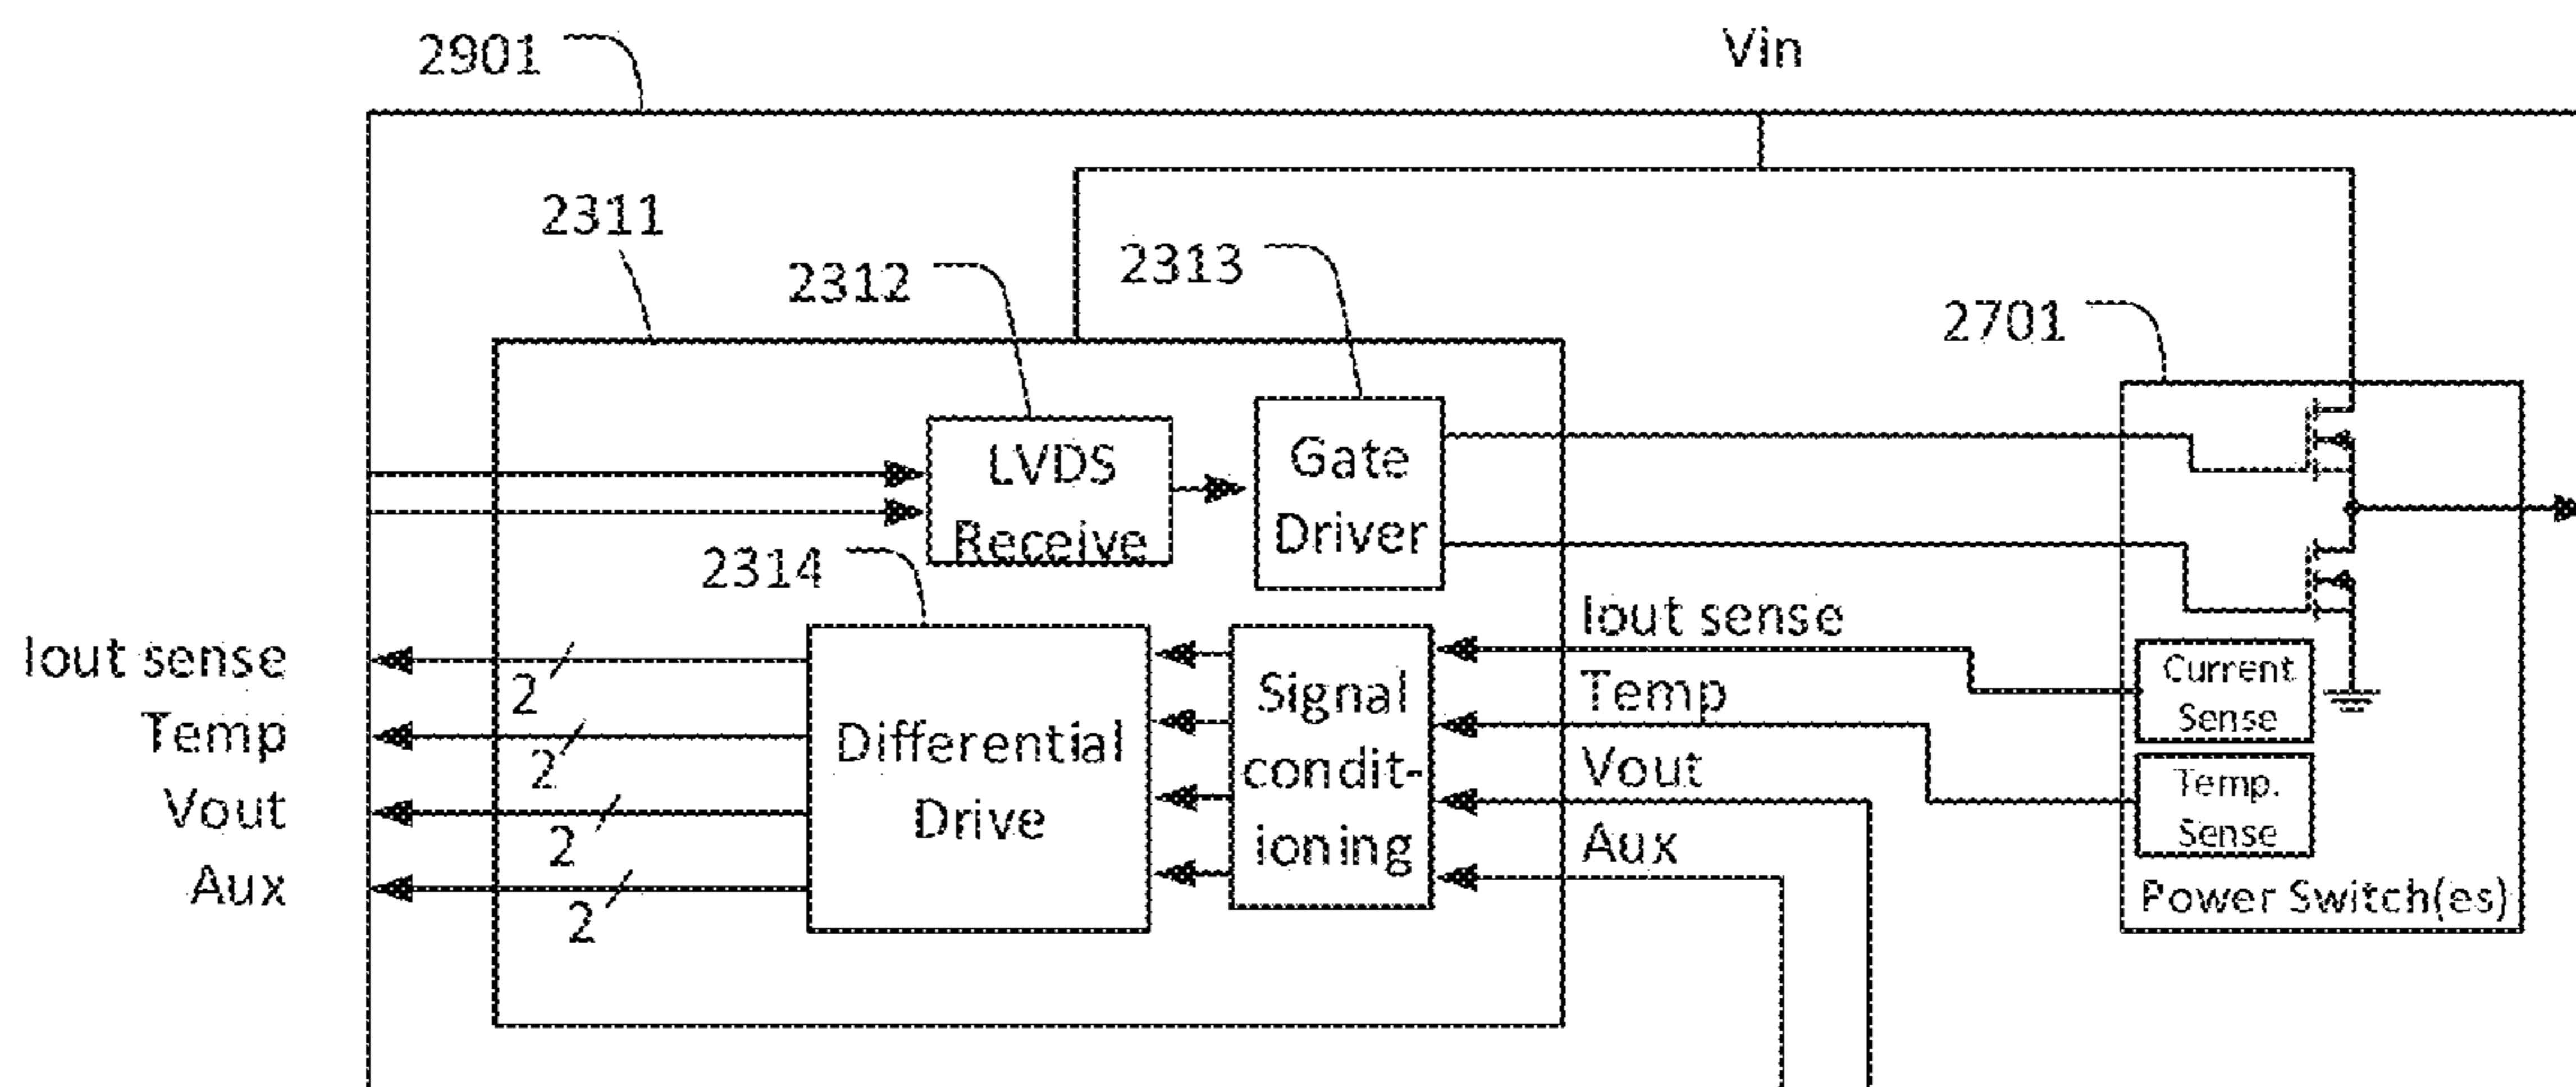 2901
Vin
2311
2312
2313
2701
LVDS
Receive
Gate
Driver
2314
Iout sense
Temp
Vout
Aux
2
2
2
2
Differential
Drive
Signal
condit-
ioning
Iout sense
Temp
Vout
Aux
Current
Sense
Temp.
Sense
Power Switch(es)